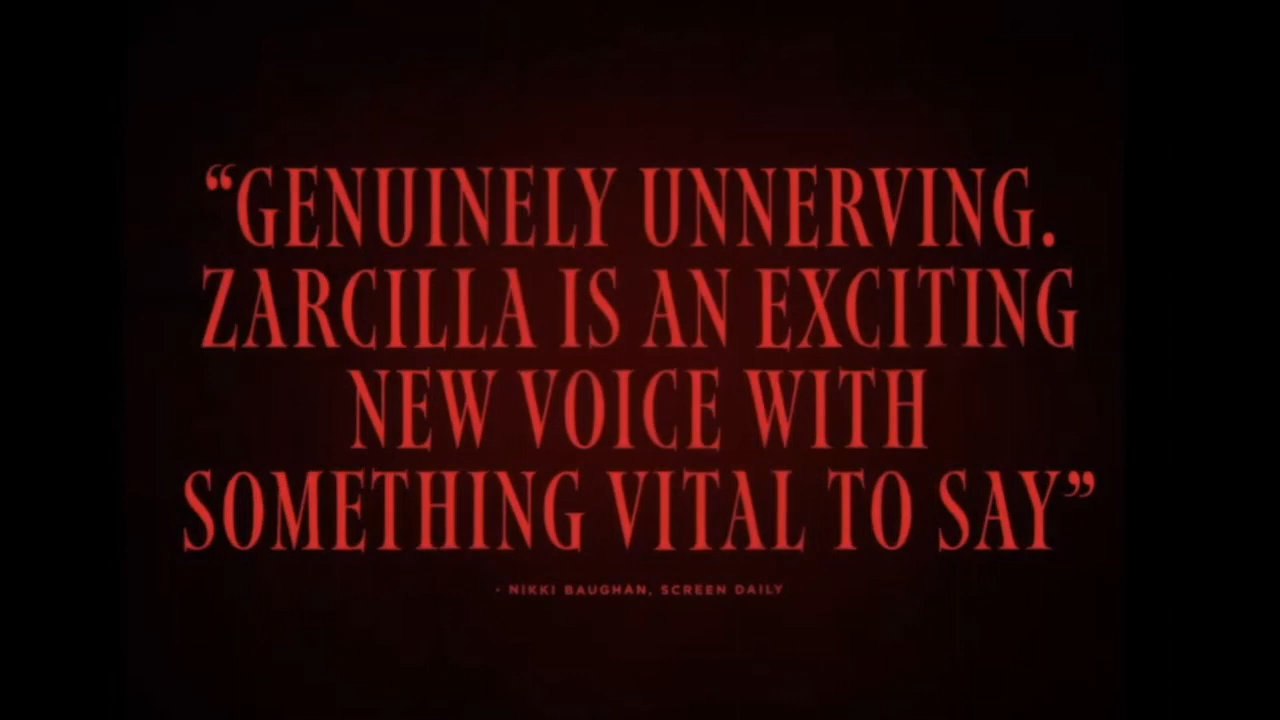 “GENUINELY UNNERVING.
ZARCILLA IS AN EXCITING
NEW VOICE WITH
SOMETHING VITAL TO SAY”
- NIKKI BAUGHAN, SCREEN DAILY